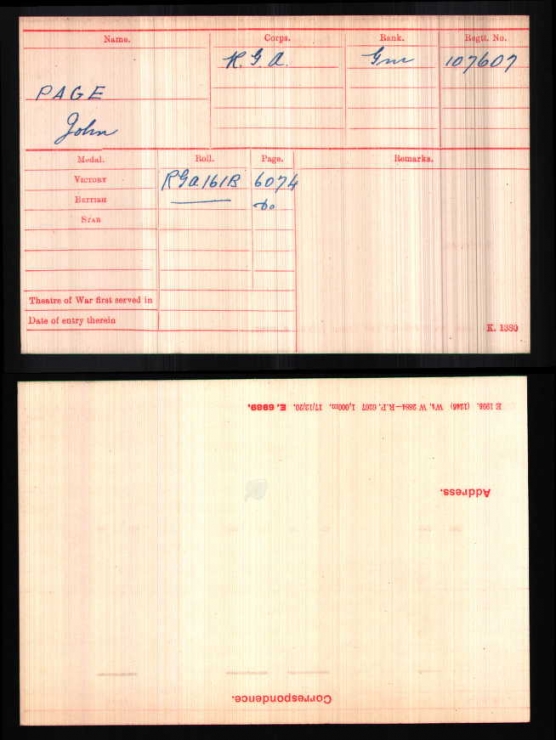 Name.
Corps.
Rank.
Regtl. No.
R.G.A.
Gnr
107607
PAGE
John
Medal.
Roll.
Page.
Remarks.
VICTORY
RGA161B
6074
BRITISH
do
STAR
Theatre of War first served in
Date of entry therein
K. 1380
E. 6989.
Address.
Correspondence.